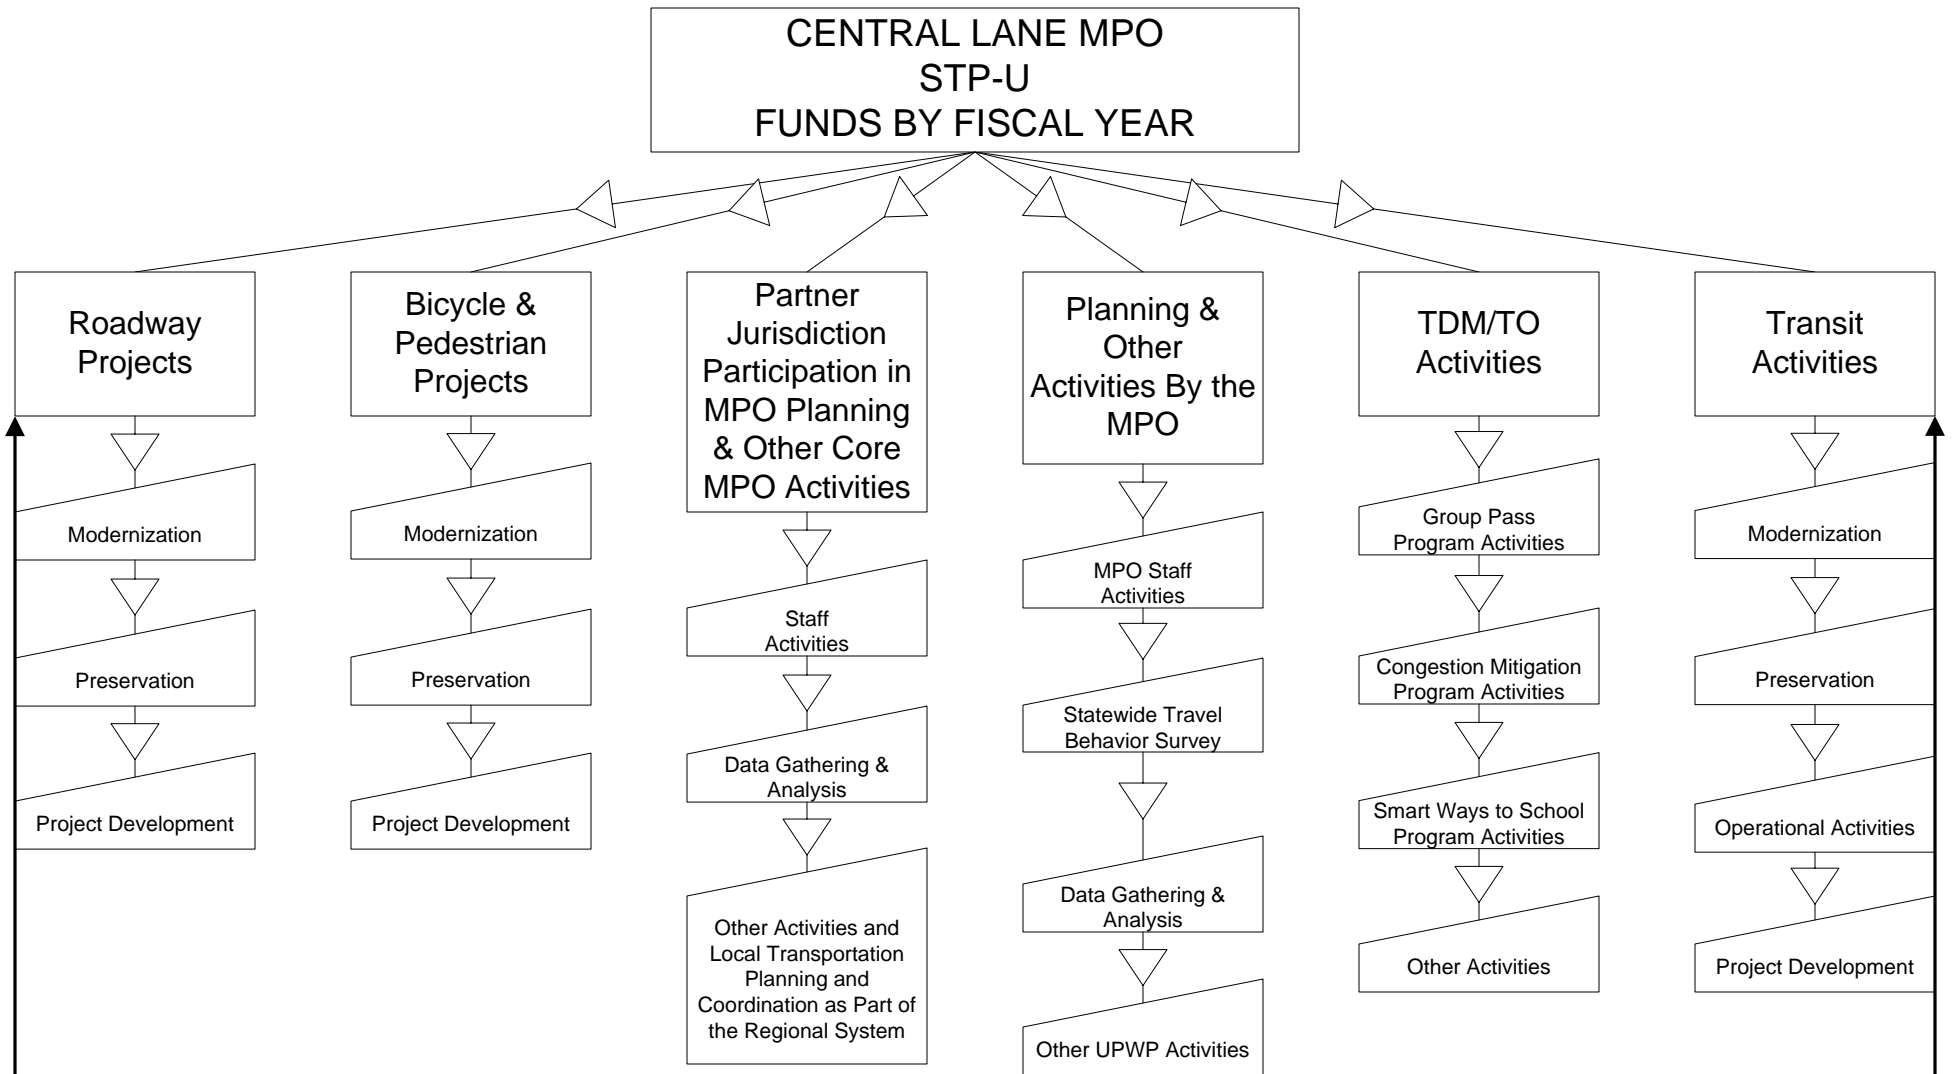 CENTRAL LANE MPO
STP-U
FUNDS BY FISCAL YEAR
Roadway
Projects
Modernization
Preservation
Project Development
Bicycle &
Pedestrian
Projects
Modernization
Preservation
Project Development
Partner
Jurisdiction
Participation in
MPO Planning
& Other Core
MPO Activities
Staff
Activities
Data Gathering &
Analysis
Other Activities and
Local Transportation
Planning and
Coordination as Part of
the Regional System
Planning &
Other
Activities By the
MPO
MPO Staff
Activities
Statewide Travel
Behavior Survey
Data Gathering &
Analysis
Other UPWP Activities
TDM/TO
Activities
Group Pass
Program Activities
Congestion Mitigation
Program Activities
Smart Ways to School
Program Activities
Other Activities
Transit
Activities
Modernization
Preservation
Operational Activities
Project Development